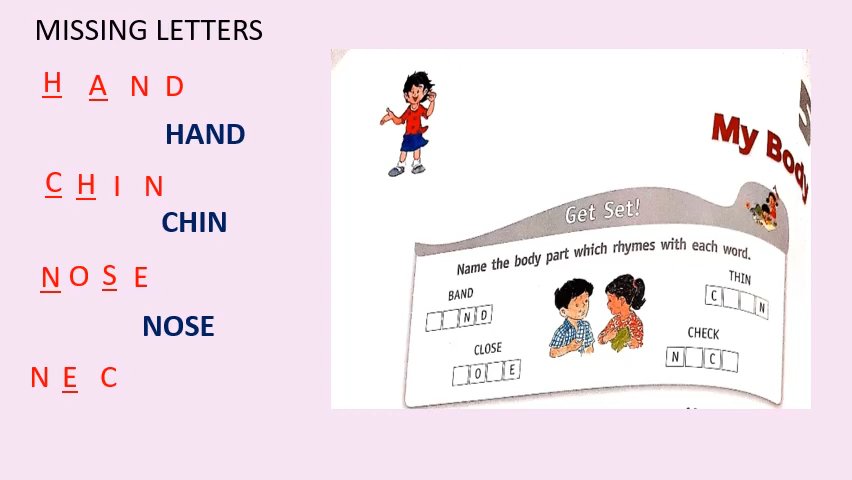 MISSING LETTERS
H A N D
HAND
C H I N
CHIN
N O S E
NOSE
N E C
5
My Body
Get Set!
Name the body part which rhymes with each word.
BAND
N D
THIN
C N
CLOSE
O E
CHECK
N C